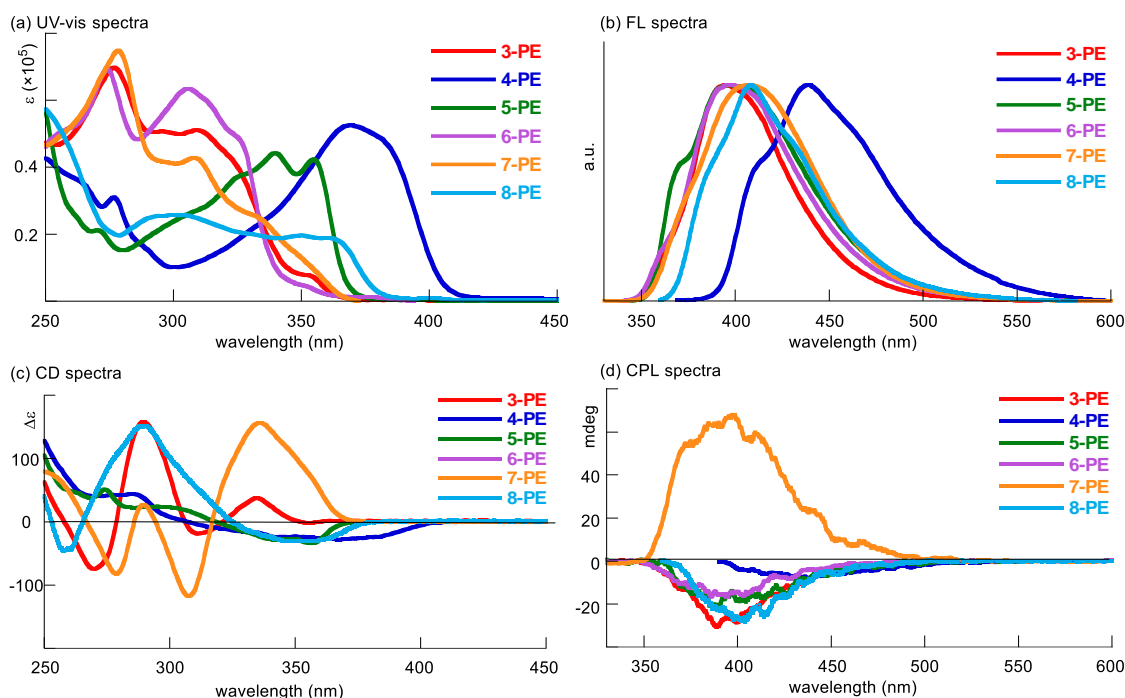 (a) UV-vis spectra
ε (×10⁵)
0.4
0.2
3-PE
4-PE
5-PE
6-PE
7-PE
8-PE
250 300 350 400 450
wavelength (nm)
(b) FL spectra
a.u.
3-PE
4-PE
5-PE
6-PE
7-PE
8-PE
350 400 450 500 550 600
wavelength (nm)
(c) CD spectra
Δε
100
0
-100
3-PE
4-PE
5-PE
6-PE
7-PE
8-PE
250 300 350 400 450
wavelength (nm)
(d) CPL spectra
mdeg
60
40
20
0
-20
3-PE
4-PE
5-PE
6-PE
7-PE
8-PE
350 400 450 500 550 600
wavelength (nm)